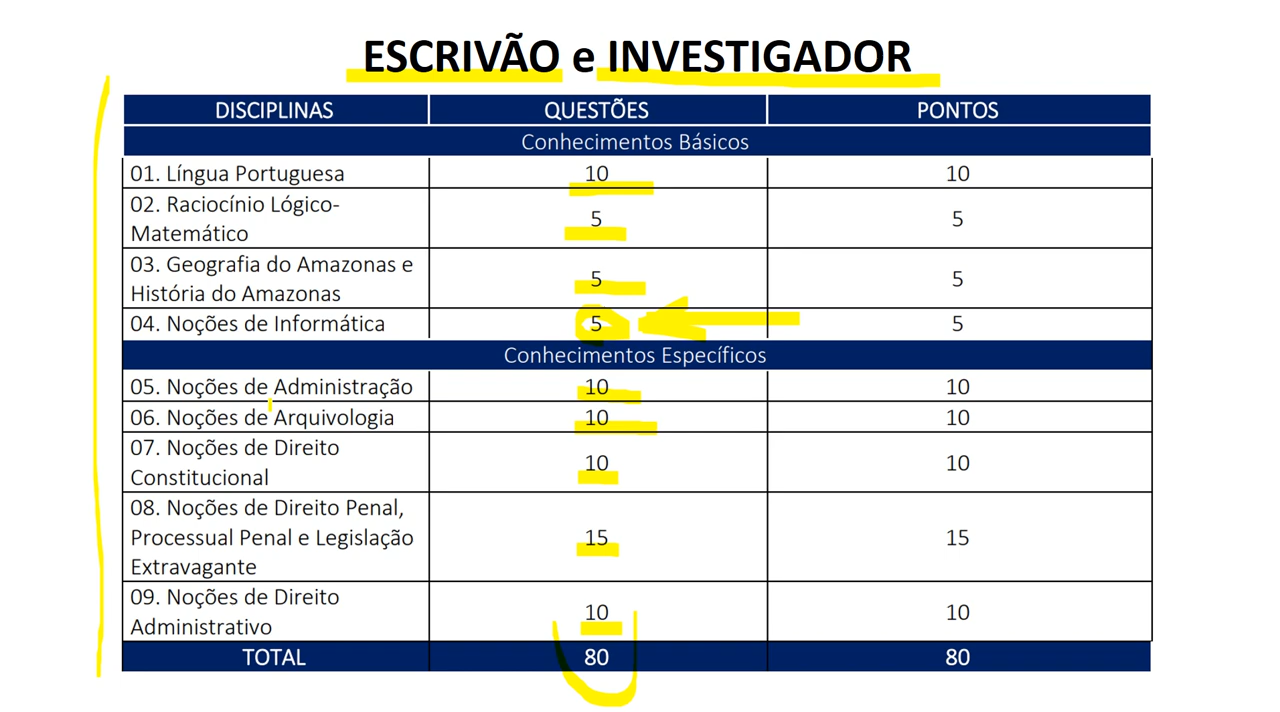 ESCRIVÃO e INVESTIGADOR
DISCIPLINAS QUESTÕES PONTOS
Conhecimentos Básicos
01. Língua Portuguesa 10 10
02. Raciocínio Lógico-
Matemático 5 5
03. Geografia do Amazonas e
História do Amazonas 5 5
04. Noções de Informática 5 5
Conhecimentos Específicos
05. Noções de Administração 10 10
06. Noções de Arquivologia 10 10
07. Noções de Direito
Constitucional 10 10
08. Noções de Direito Penal,
Processual Penal e Legislação 15 15
Extravagante
09. Noções de Direito
Administrativo 10 10
TOTAL 80 80